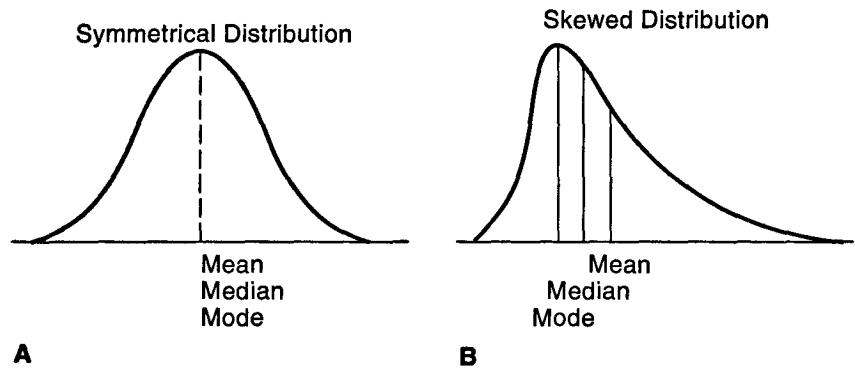 Symmetrical Distribution
Mean
Median
Mode
A
Skewed Distribution
Mean
Median
Mode
B